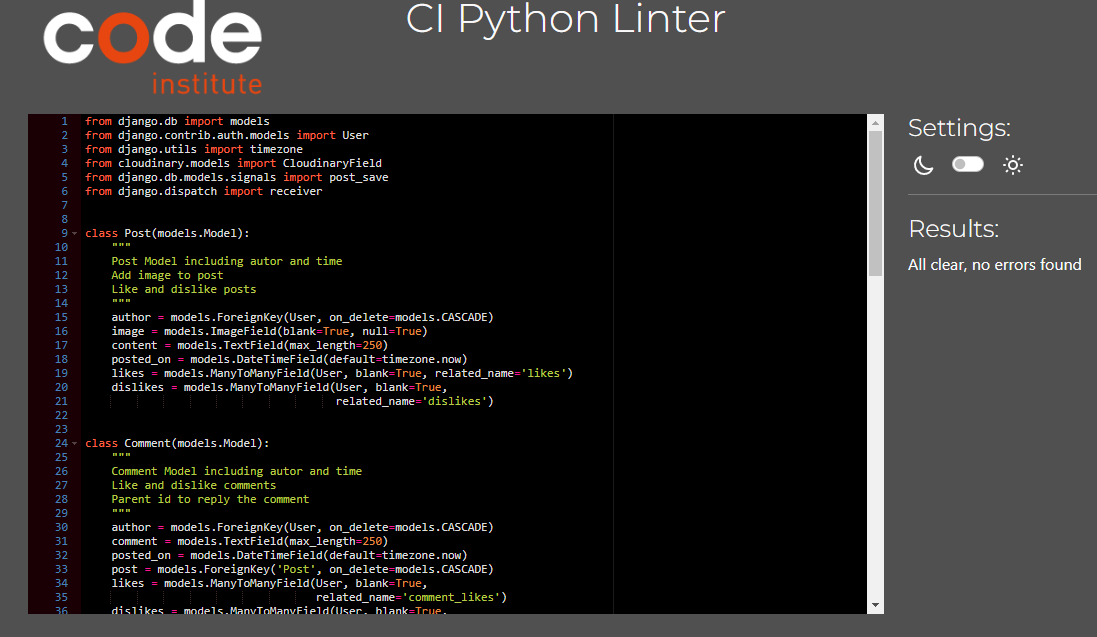 code
institute
CI Python Linter
1 from django.db import models
2 from django.contrib.auth.models import User
3 from django.utils import timezone
4 from cloudinary.models import CloudinaryField
5 from django.db.models.signals import post_save
6 from django.dispatch import receiver
7
8
9 class Post(models.Model):
10     """
11     Post Model including autor and time
12     Add image to post
13     Like and dislike posts
14     """
15     author = models.ForeignKey(User, on_delete=models.CASCADE)
16     image = models.ImageField(blank=True, null=True)
17     content = models.TextField(max_length=250)
18     posted_on = models.DateTimeField(default=timezone.now)
19     likes = models.ManyToManyField(User, blank=True, related_name='likes')
20     dislikes = models.ManyToManyField(User, blank=True,
21                                       related_name='dislikes')
22
23
24 class Comment(models.Model):
25     """
26     Comment Model including autor and time
27     Like and dislike comments
28     Parent id to reply the comment
29     """
30     author = models.ForeignKey(User, on_delete=models.CASCADE)
31     comment = models.TextField(max_length=250)
32     posted_on = models.DateTimeField(default=timezone.now)
33     post = models.ForeignKey('Post', on_delete=models.CASCADE)
34     likes = models.ManyToManyField(User, blank=True,
35                                    related_name='comment_likes')
36     dislikes = models.ManyToManyField(User, blank=True,
Settings:
Results:
All clear, no errors found